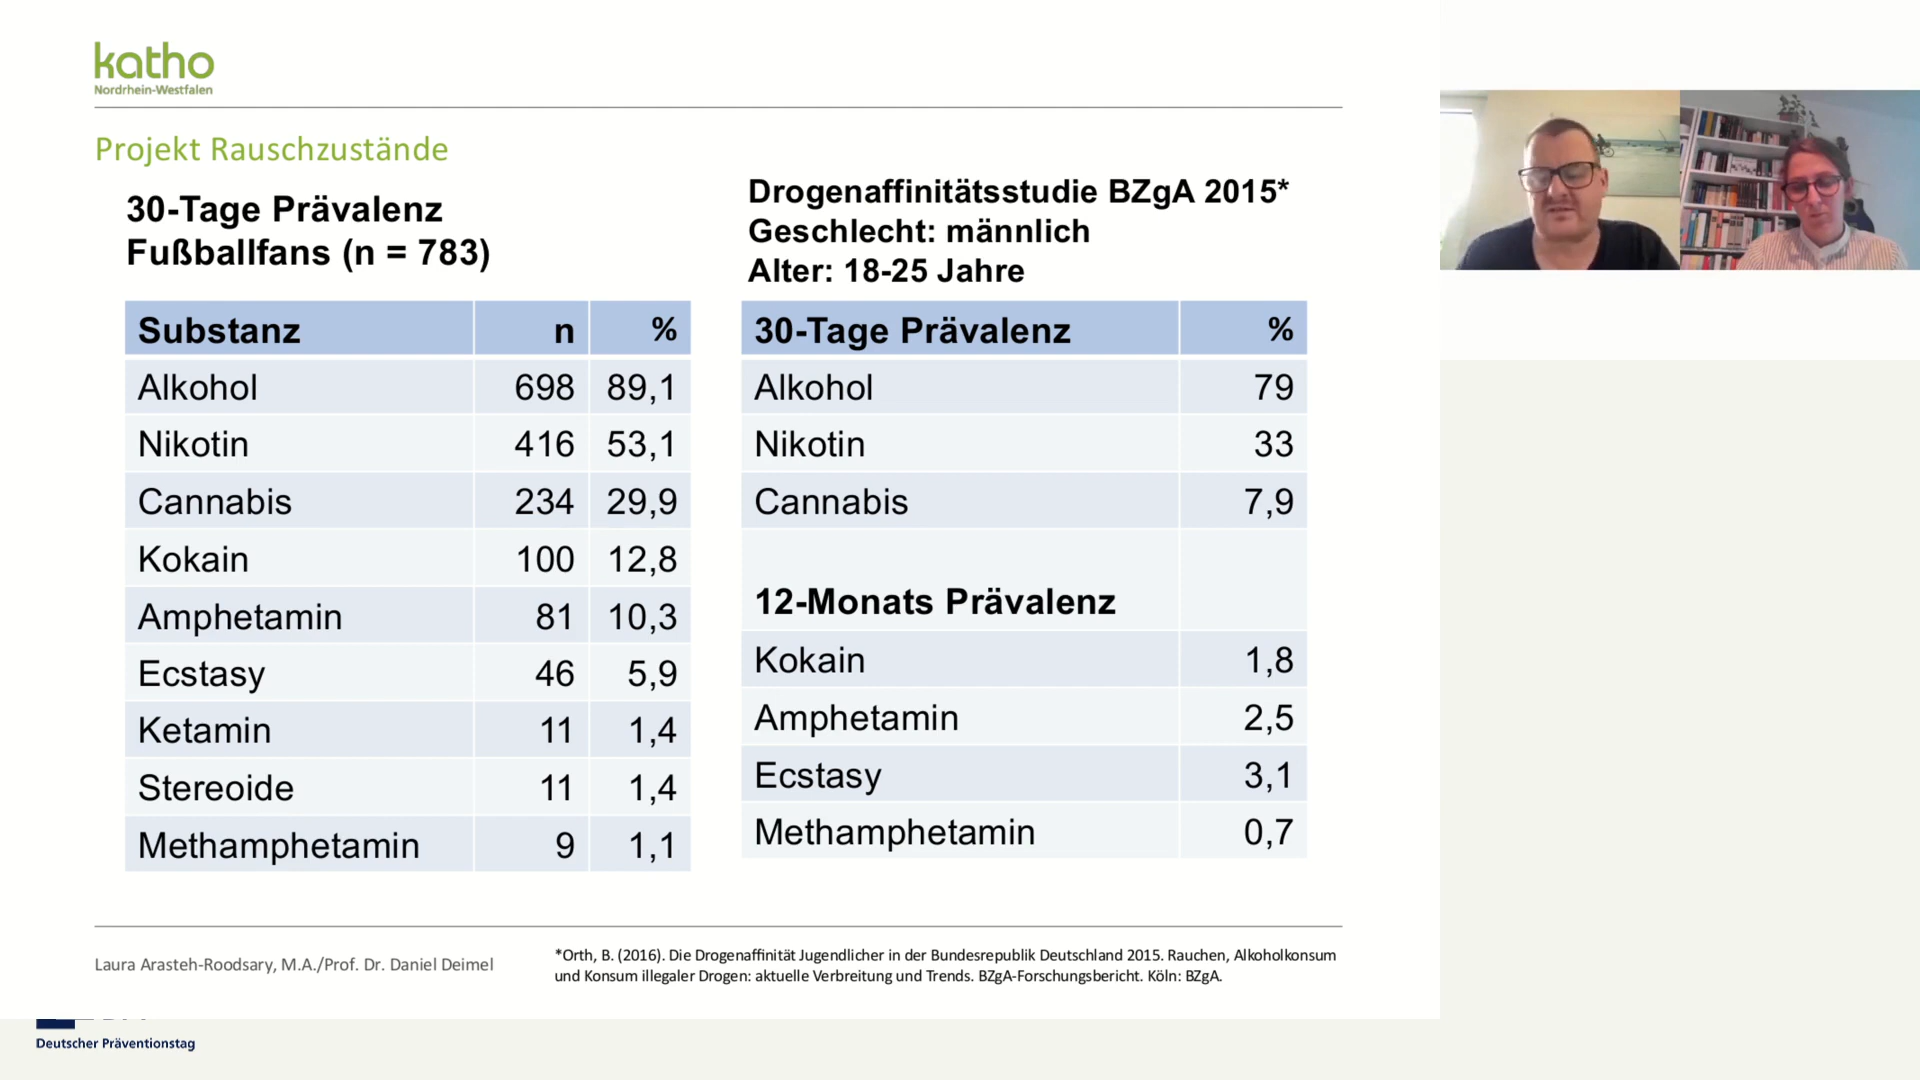 katho
Nordrhein-Westfalen
Projekt Rauschzustände
30-Tage Prävalenz
Fußballfans (n = 783)
Substanz n %
Alkohol 698 89,1
Nikotin 416 53,1
Cannabis 234 29,9
Kokain 100 12,8
Amphetamin 81 10,3
Ecstasy 46 5,9
Ketamin 11 1,4
Stereoide 11 1,4
Methamphetamin 9 1,1
Drogenaffinitätsstudie BZgA 2015*
Geschlecht: männlich
Alter: 18-25 Jahre
30-Tage Prävalenz %
Alkohol 79
Nikotin 33
Cannabis 7,9
12-Monats Prävalenz
Kokain 1,8
Amphetamin 2,5
Ecstasy 3,1
Methamphetamin 0,7
Laura Arasteh-Roodsary, M.A./Prof. Dr. Daniel Deimel
*Orth, B. (2016). Die Drogenaffinität Jugendlicher in der Bundesrepublik Deutschland 2015. Rauchen, Alkoholkonsum
und Konsum illegaler Drogen: aktuelle Verbreitung und Trends. BZgA-Forschungsbericht. Köln: BZgA.
Deutscher Präventionstag